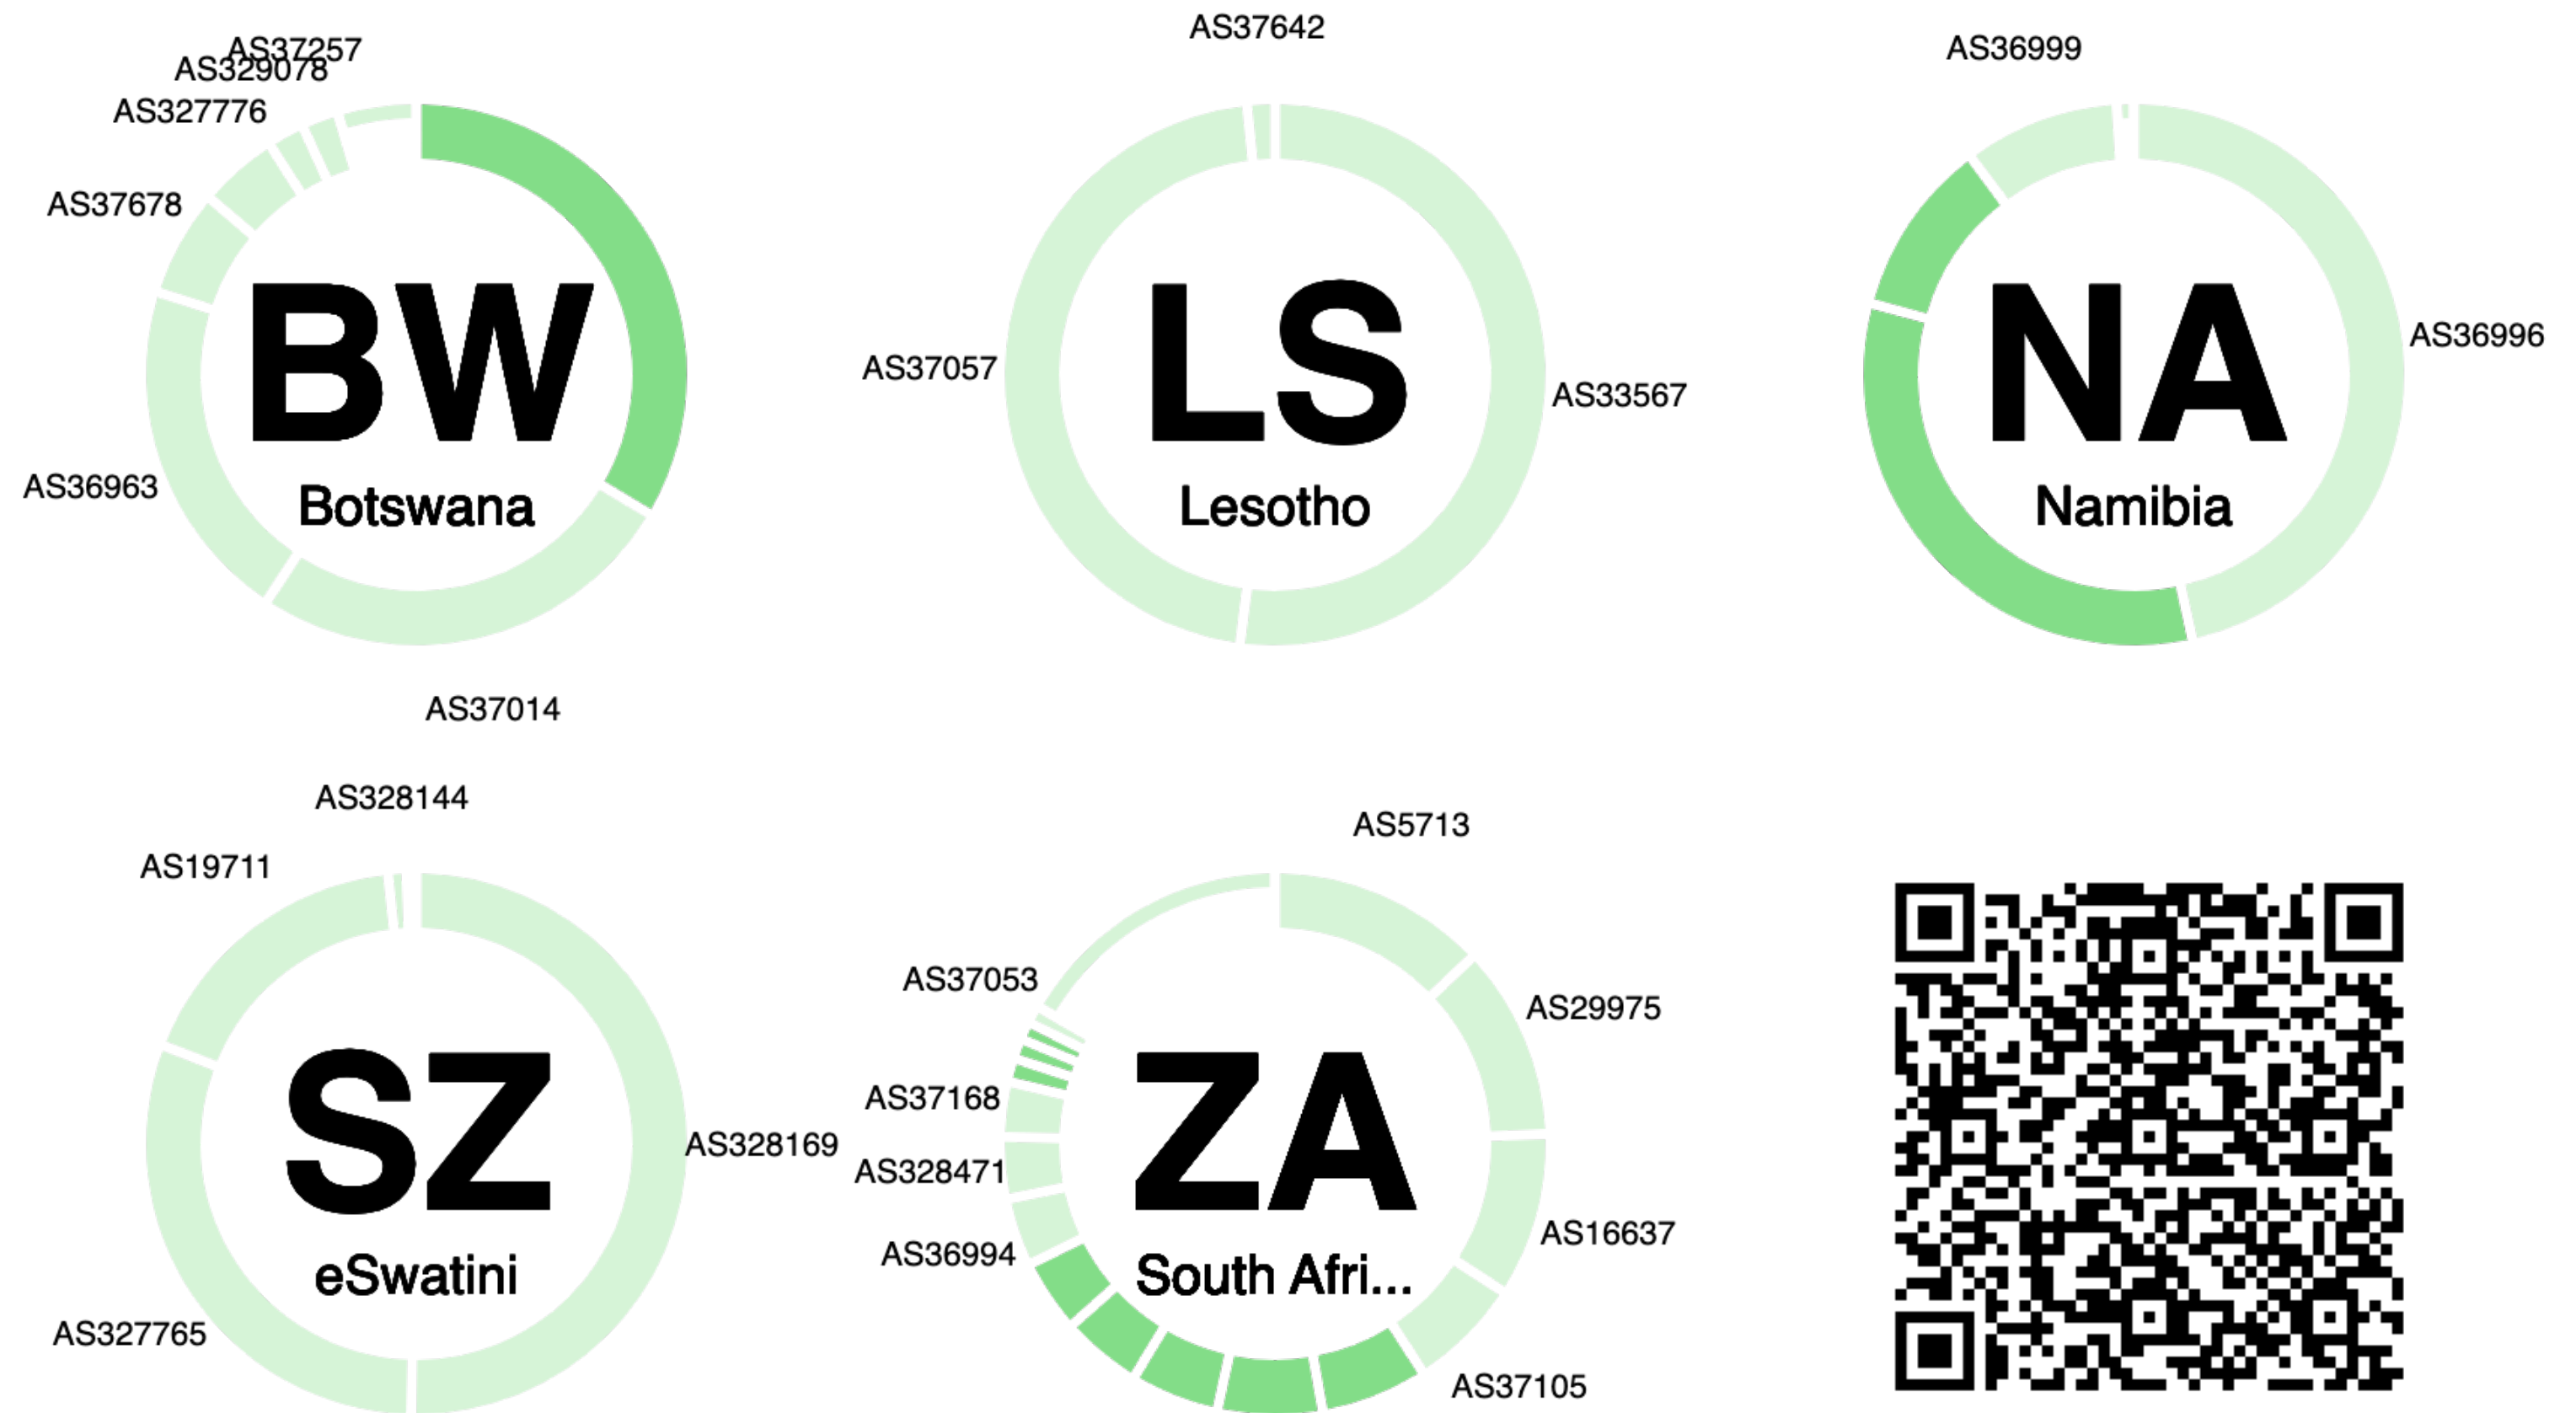 AS37257
AS329078
AS327776
AS37678
AS36963
AS37014
BW
Botswana
AS37642
AS37057
AS33567
LS
Lesotho
AS36999
AS36996
NA
Namibia
AS328144
AS19711
AS328169
AS327765
SZ
eSwatini
AS5713
AS29975
AS16637
AS37105
AS36994
AS328471
AS37168
AS37053
ZA
South Afri...